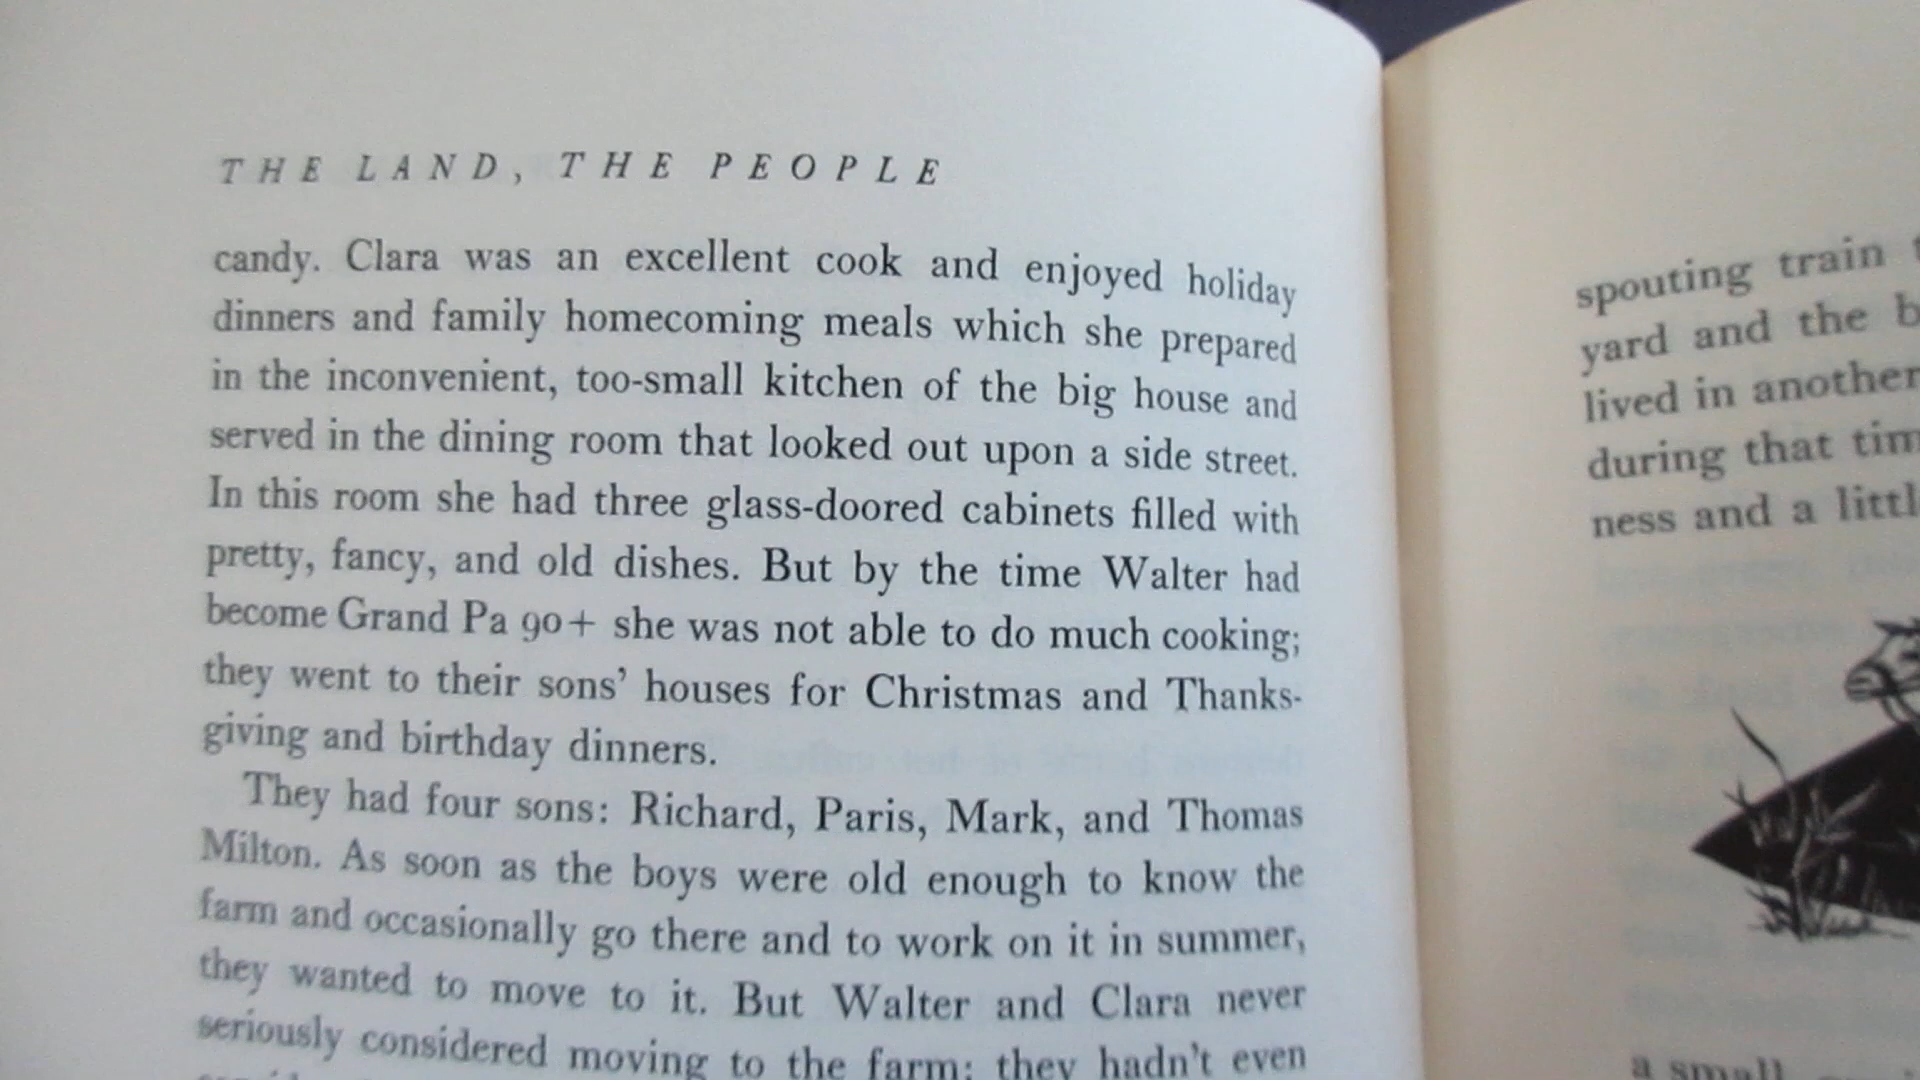 THE LAND, THE PEOPLE
candy. Clara was an excellent cook and enjoyed holiday
dinners and family homecoming meals which she prepared
in the inconvenient, too-small kitchen of the big house and
served in the dining room that looked out upon a side street.
In this room she had three glass-doored cabinets filled with
pretty, fancy, and old dishes. But by the time Walter had
become Grand Pa 90+ she was not able to do much cooking;
they went to their sons’ houses for Christmas and Thanks-
giving and birthday dinners.
They had four sons: Richard, Paris, Mark, and Thomas
Milton. As soon as the boys were old enough to know the
farm and occasionally go there and to work on it in summer,
they wanted to move to it. But Walter and Clara never
seriously considered moving to the farm; they hadn’t even
spouting train
yard and the
lived in another
during that
ness and a
a small